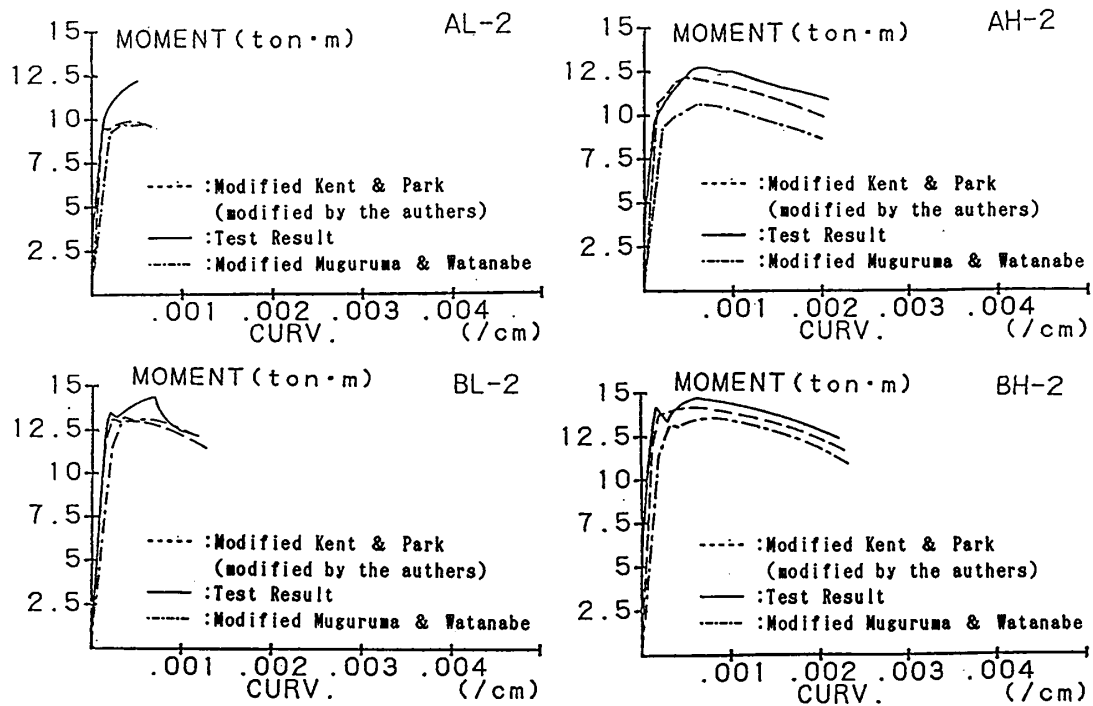 AL-2
MOMENT(ton·m)
15
12.5
10
7.5
5
2.5
:Modified Kent & Park
(modified by the authers)
:Test Result
:Modified Muguruma & Watanabe
.001 .002 .003 .004
CURV. (/cm)
AH-2
MOMENT(ton·m)
15
12.5
10
7.5
5
2.5
:Modified Kent & Park
(modified by the authers)
:Test Result
:Modified Muguruma & Watanabe
.001 .002 .003 .004
CURV. (/cm)
BL-2
MOMENT(ton·m)
15
12.5
10
7.5
5
2.5
:Modified Kent & Park
(modified by the authers)
:Test Result
:Modified Muguruma & Watanabe
.001 .002 .003 .004
CURV. (/cm)
BH-2
MOMENT(ton·m)
15
12.5
10
7.5
5
2.5
:Modified Kent & Park
(modified by the authers)
:Test Result
:Modified Muguruma & Watanabe
.001 .002 .003 .004
CURV. (/cm)